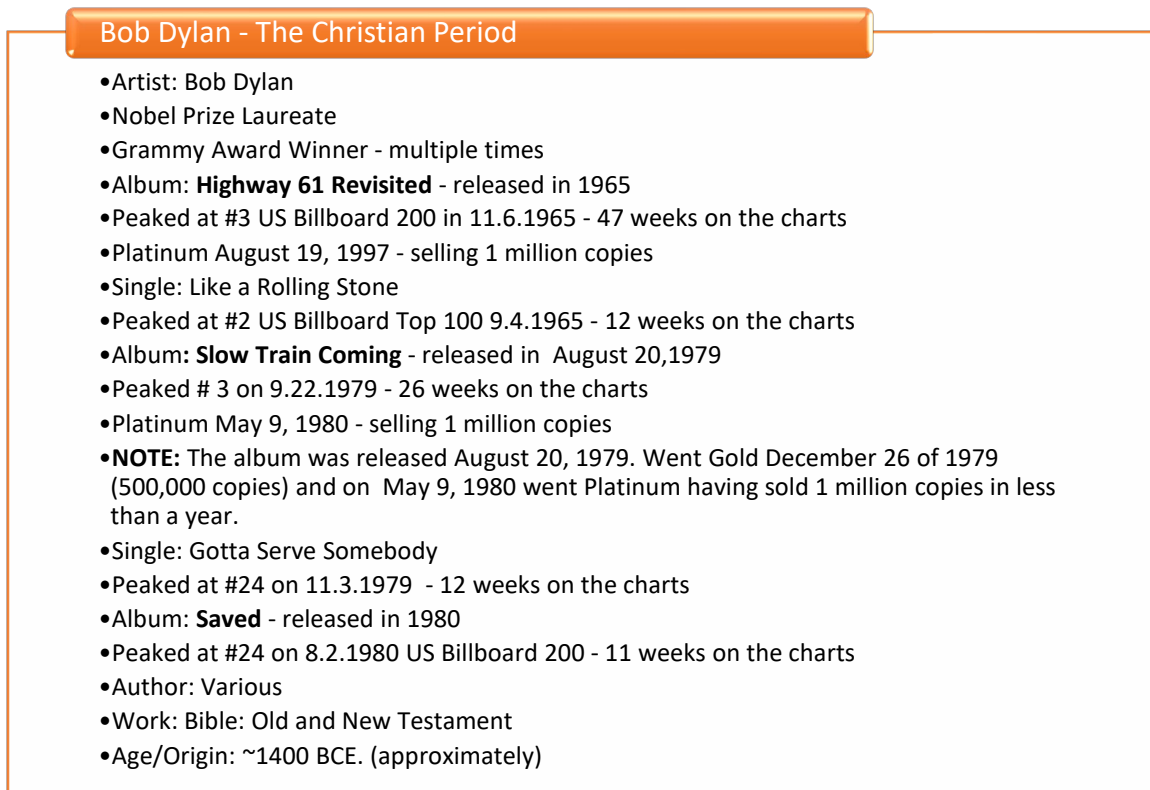 Bob Dylan - The Christian Period
•Artist: Bob Dylan
•Nobel Prize Laureate
•Grammy Award Winner - multiple times
•Album: Highway 61 Revisited - released in 1965
•Peaked at #3 US Billboard 200 in 11.6.1965 - 47 weeks on the charts
•Platinum August 19, 1997 - selling 1 million copies
•Single: Like a Rolling Stone
•Peaked at #2 US Billboard Top 100 9.4.1965 - 12 weeks on the charts
•Album: Slow Train Coming - released in  August 20,1979
•Peaked # 3 on 9.22.1979 - 26 weeks on the charts
•Platinum May 9, 1980 - selling 1 million copies
•NOTE: The album was released August 20, 1979. Went Gold December 26 of 1979
(500,000 copies) and on  May 9, 1980 went Platinum having sold 1 million copies in less
than a year.
•Single: Gotta Serve Somebody
•Peaked at #24 on 11.3.1979  - 12 weeks on the charts
•Album: Saved - released in 1980
•Peaked at #24 on 8.2.1980 US Billboard 200 - 11 weeks on the charts
•Author: Various
•Work: Bible: Old and New Testament
•Age/Origin: ~1400 BCE. (approximately)